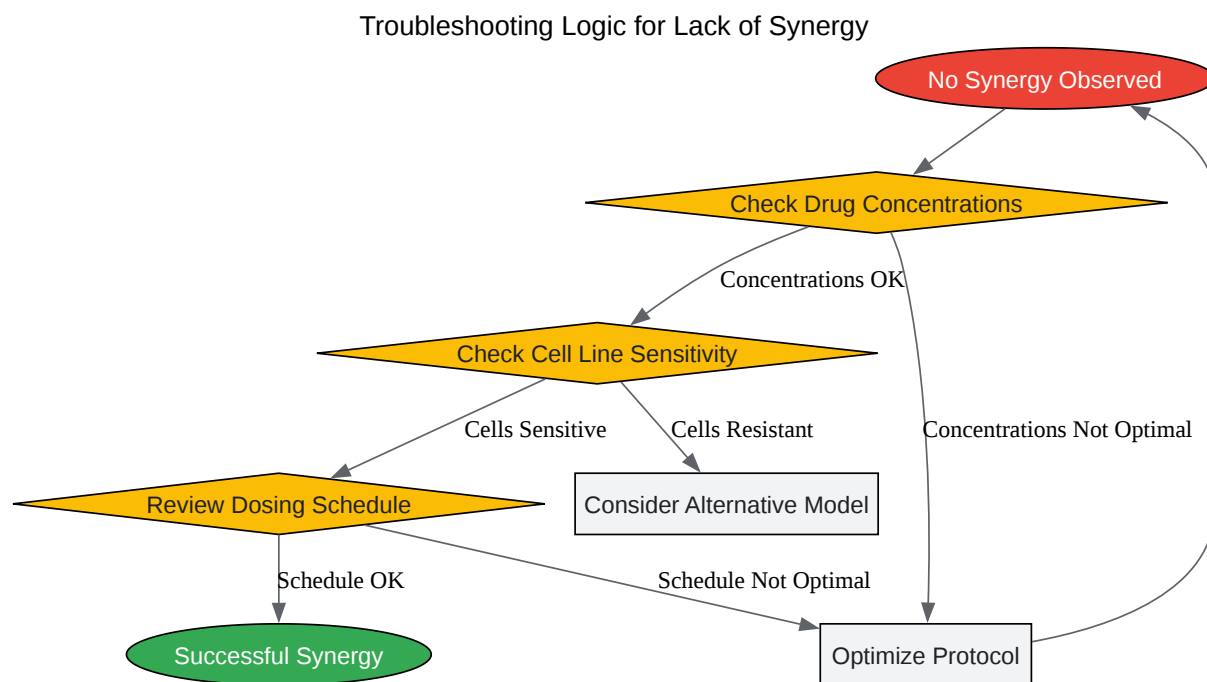 Troubleshooting Logic for Lack of Synergy
No Synergy Observed
Check Drug Concentrations
Concentrations OK
Check Cell Line Sensitivity
Cells Sensitive
Cells Resistant
Concentrations Not Optimal
Review Dosing Schedule
Consider Alternative Model
Schedule OK
Schedule Not Optimal
Successful Synergy
Optimize Protocol